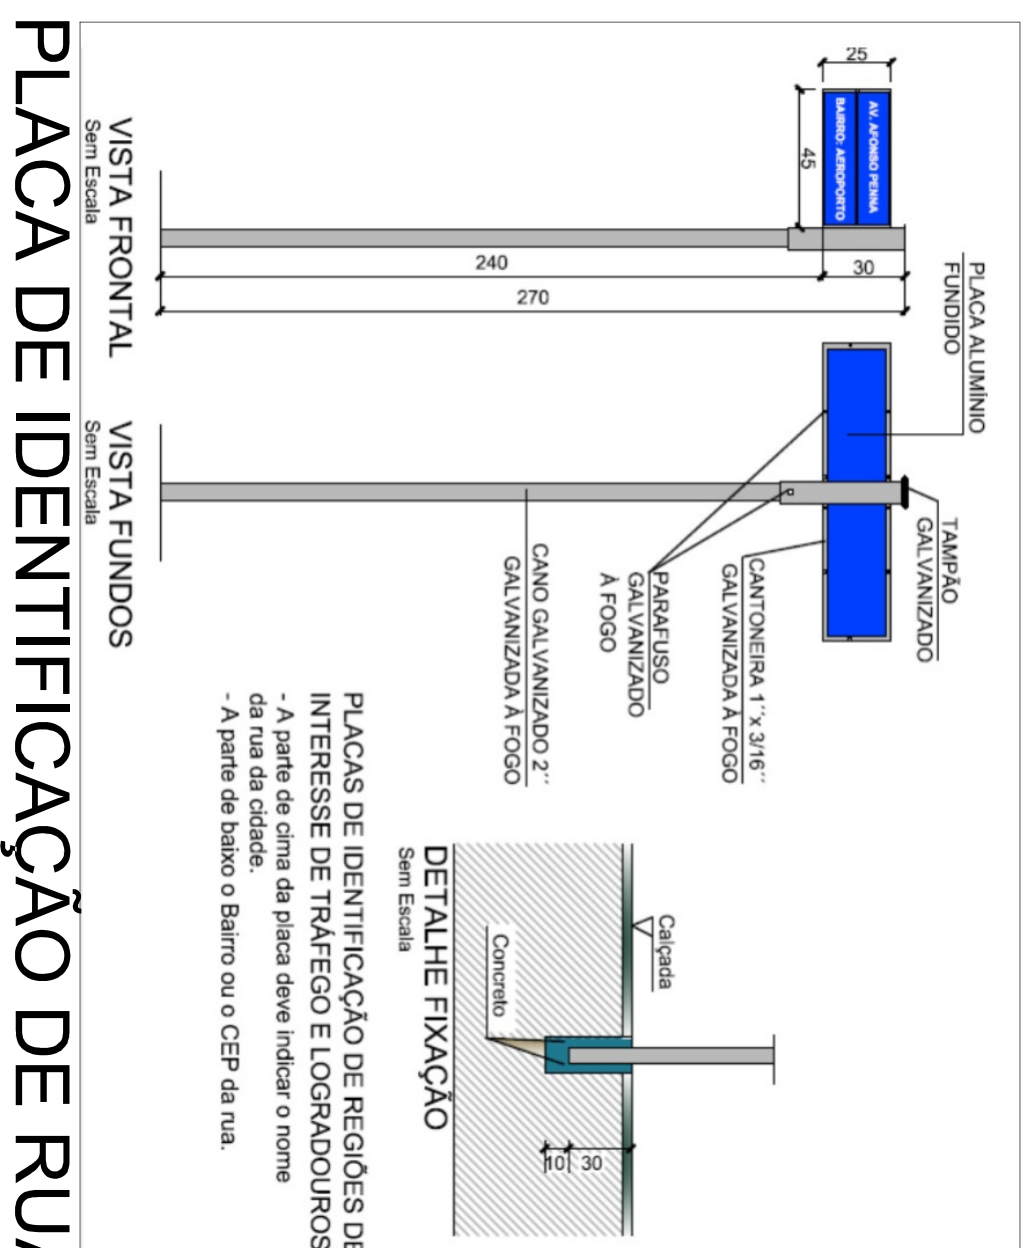 25
AV. AFONSO PENNA
BAIRRO: AEROPORTO
45
30
240
270
VISTA FRONTAL
Sem Escala
PLACA ALUMÍNIO
FUNDIDO
TAMPÃO
GALVANIZADO
CANTONEIRA 1´´x 3/16´´
GALVANIZADA À FOGO
PARAFUSO
GALVANIZADO
À FOGO
CANO GALVANIZADO 2´´
GALVANIZADA À FOGO
VISTA FUNDOS
Sem Escala
Calçada
Concreto
30
10
DETALHE FIXAÇÃO
Sem Escala
PLACAS DE IDENTIFICAÇÃO DE REGIÕES DE
INTERESSE DE TRÁFEGO E LOGRADOUROS
- A parte de cima da placa deve indicar o nome
da rua da cidade.
- A parte de baixo o Bairro ou o CEP da rua.
PLACA DE IDENTIFICAÇÃO DE RUA